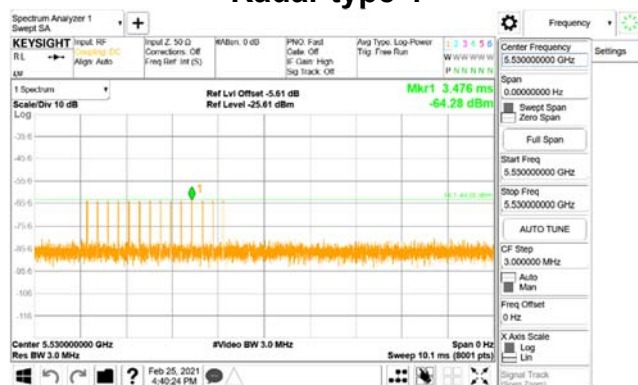 Spectrum Analyzer 1
Swept SA
Frequency
KEYSIGHT
Input: RF
Coupling: DC
Align: Auto
Input Z: 50 Ω
Corrections: Off
Freq Ref: Int (S)
#Atten: 0 dB
PNO: Fast
Gate: Off
IF Gain: High
Sig Track: Off
Avg Type: Log-Power
Trig: Free Run
1 2 3 4 5 6
W W W W W W
P N N N N N
RL
1 Spectrum
Scale/Div 10 dB
Log
Ref Lvl Offset -5.61 dB
Ref Level -25.61 dBm
Mkr1 3.476 ms
-64.28 dBm
-35.6
-45.6
-55.6
-65.6
-75.6
-85.6
-95.6
-106
-116
1
Center 5.530000000 GHz
Res BW 3.0 MHz
#Video BW 3.0 MHz
Span 0 Hz
Sweep 10.1 ms (8001 pts)
Feb 25, 2021
4:40:24 PM
Center Frequency
5.530000000 GHz
Settings
Span
0.00000000 Hz
Swept Span
Zero Span
Full Span
Start Freq
5.530000000 GHz
Stop Freq
5.530000000 GHz
AUTO TUNE
CF Step
3.000000 MHz
Auto
Man
Freq Offset
0 Hz
X Axis Scale
Log
Lin
Signal Track